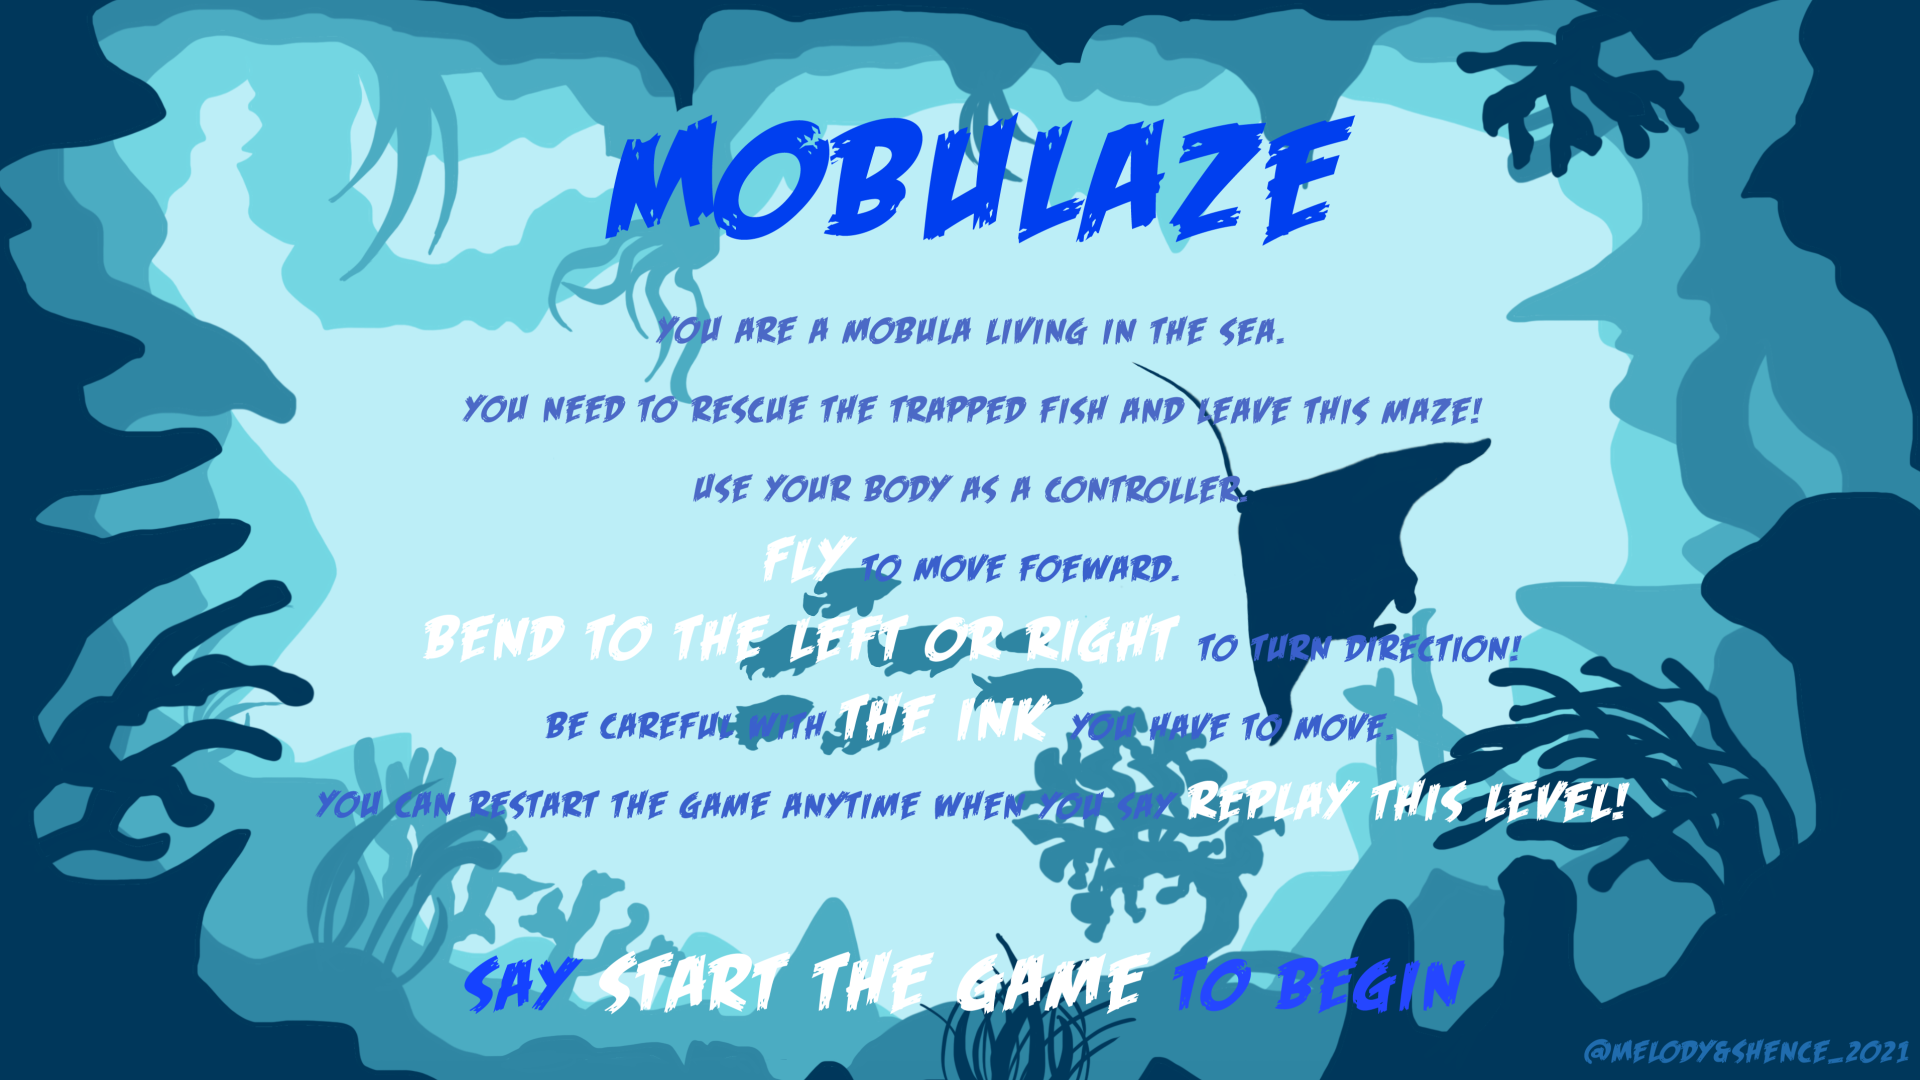 MOBULAZE
YOU ARE A MOBULA LIVING IN THE SEA.
YOU NEED TO RESCUE THE TRAPPED FISH AND LEAVE THIS MAZE!
USE YOUR BODY AS A CONTROLLER.
FLY TO MOVE FOEWARD.
BEND TO THE LEFT OR RIGHT TO TURN DIRECTION!
BE CAREFUL WITH THE INK YOU HAVE TO MOVE.
YOU CAN RESTART THE GAME ANYTIME WHEN YOU SAY REPLAY THIS LEVEL!
SAY START THE GAME TO BEGIN
@MELODY&SHENCE_2021